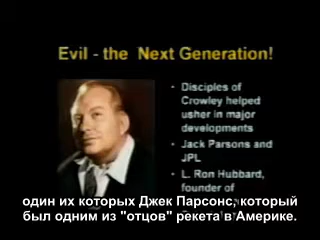 Evil - the Next Generation!
• Disciples of
Crowley helped
usher in major
developments
• Jack Parsons and
JPL
• L. Ron Hubbard,
founder of
один их которых Джек Парсонс, который
был одним из "отцов" рекета в Америке.